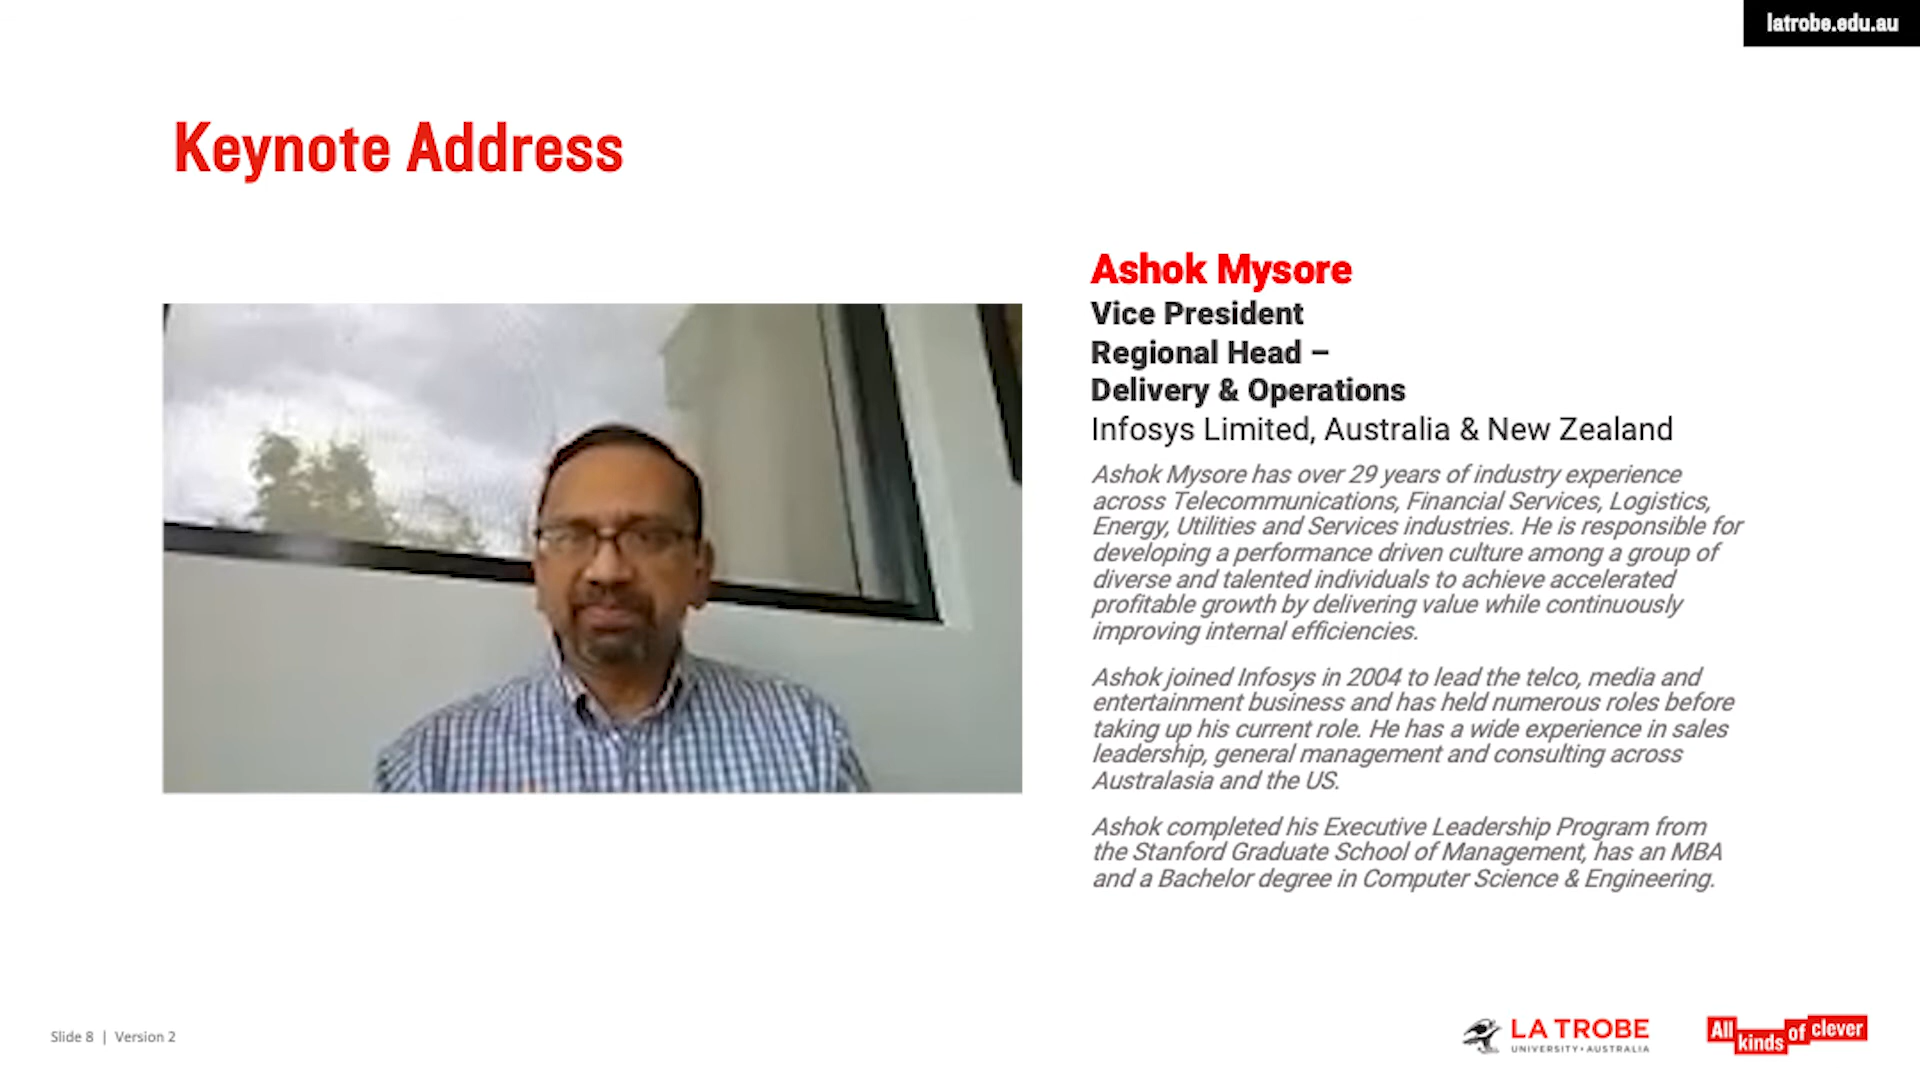 latrobe.edu.au
Keynote Address
Ashok Mysore
Vice President
Regional Head –
Delivery & Operations
Infosys Limited, Australia & New Zealand
Ashok Mysore has over 29 years of industry experience
across Telecommunications, Financial Services, Logistics,
Energy, Utilities and Services industries. He is responsible for
developing a performance driven culture among a group of
diverse and talented individuals to achieve accelerated
profitable growth by delivering value while continuously
improving internal efficiencies.
Ashok joined Infosys in 2004 to lead the telco, media and
entertainment business and has held numerous roles before
taking up his current role. He has a wide experience in sales
leadership, general management and consulting across
Australasia and the US.
Ashok completed his Executive Leadership Program from
the Stanford Graduate School of Management, has an MBA
and a Bachelor degree in Computer Science & Engineering.
Slide 8 | Version 2
LA TROBE
UNIVERSITY • AUSTRALIA
All kinds of clever